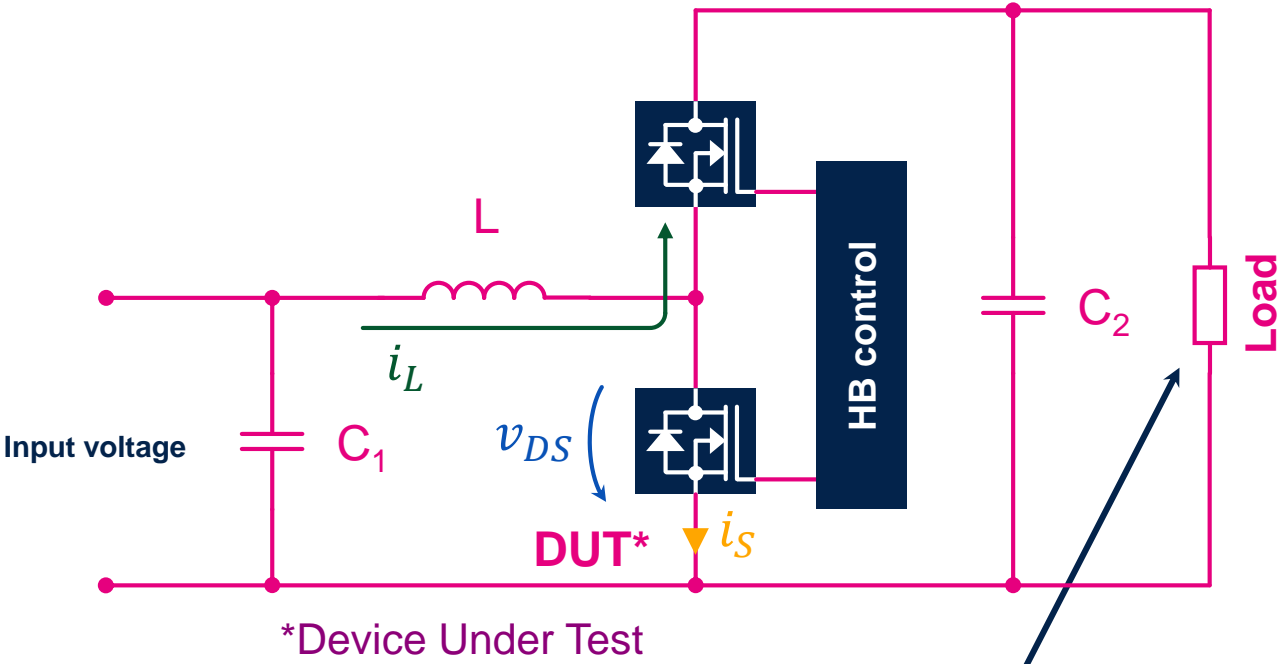 L
i_L
HB control
C₂
Load
Input voltage
C₁
v_DS
DUT*
i_S
*Device Under Test